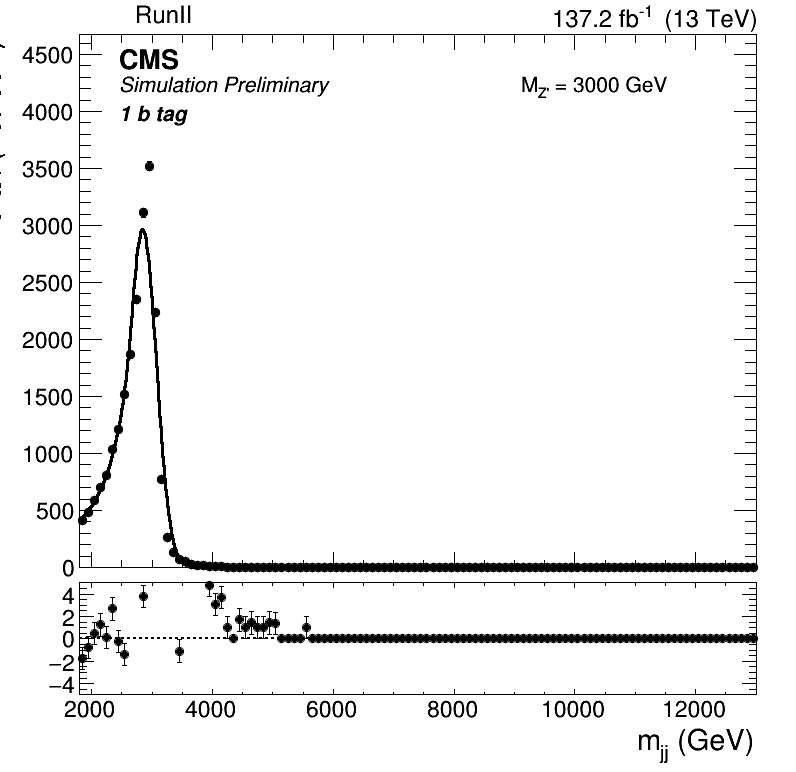 RunII 137.2 fb-1 (13 TeV)
CMS
Simulation Preliminary
MZ' = 3000 GeV
1 b tag
4500
4000
3500
3000
2500
2000
1500
1000
500
0
4
2
0
−2
−4
2000 4000 6000 8000 10000 12000
mjj (GeV)